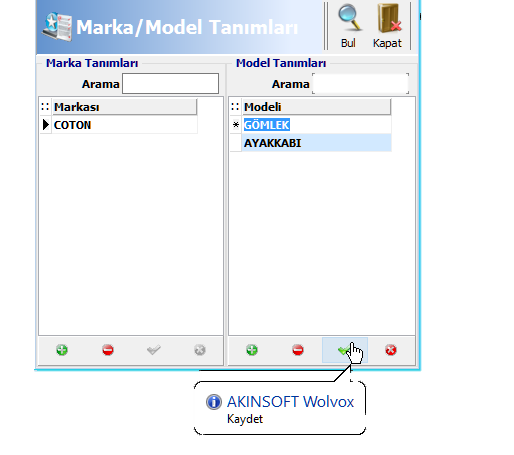 Marka/Model Tanımları
Bul Kapat
Marka Tanımları
Arama
Markası
COTON
Model Tanımları
Arama
Modeli
GÖMLEK
AYAKKABI
AKINSOFT Wolvox
Kaydet